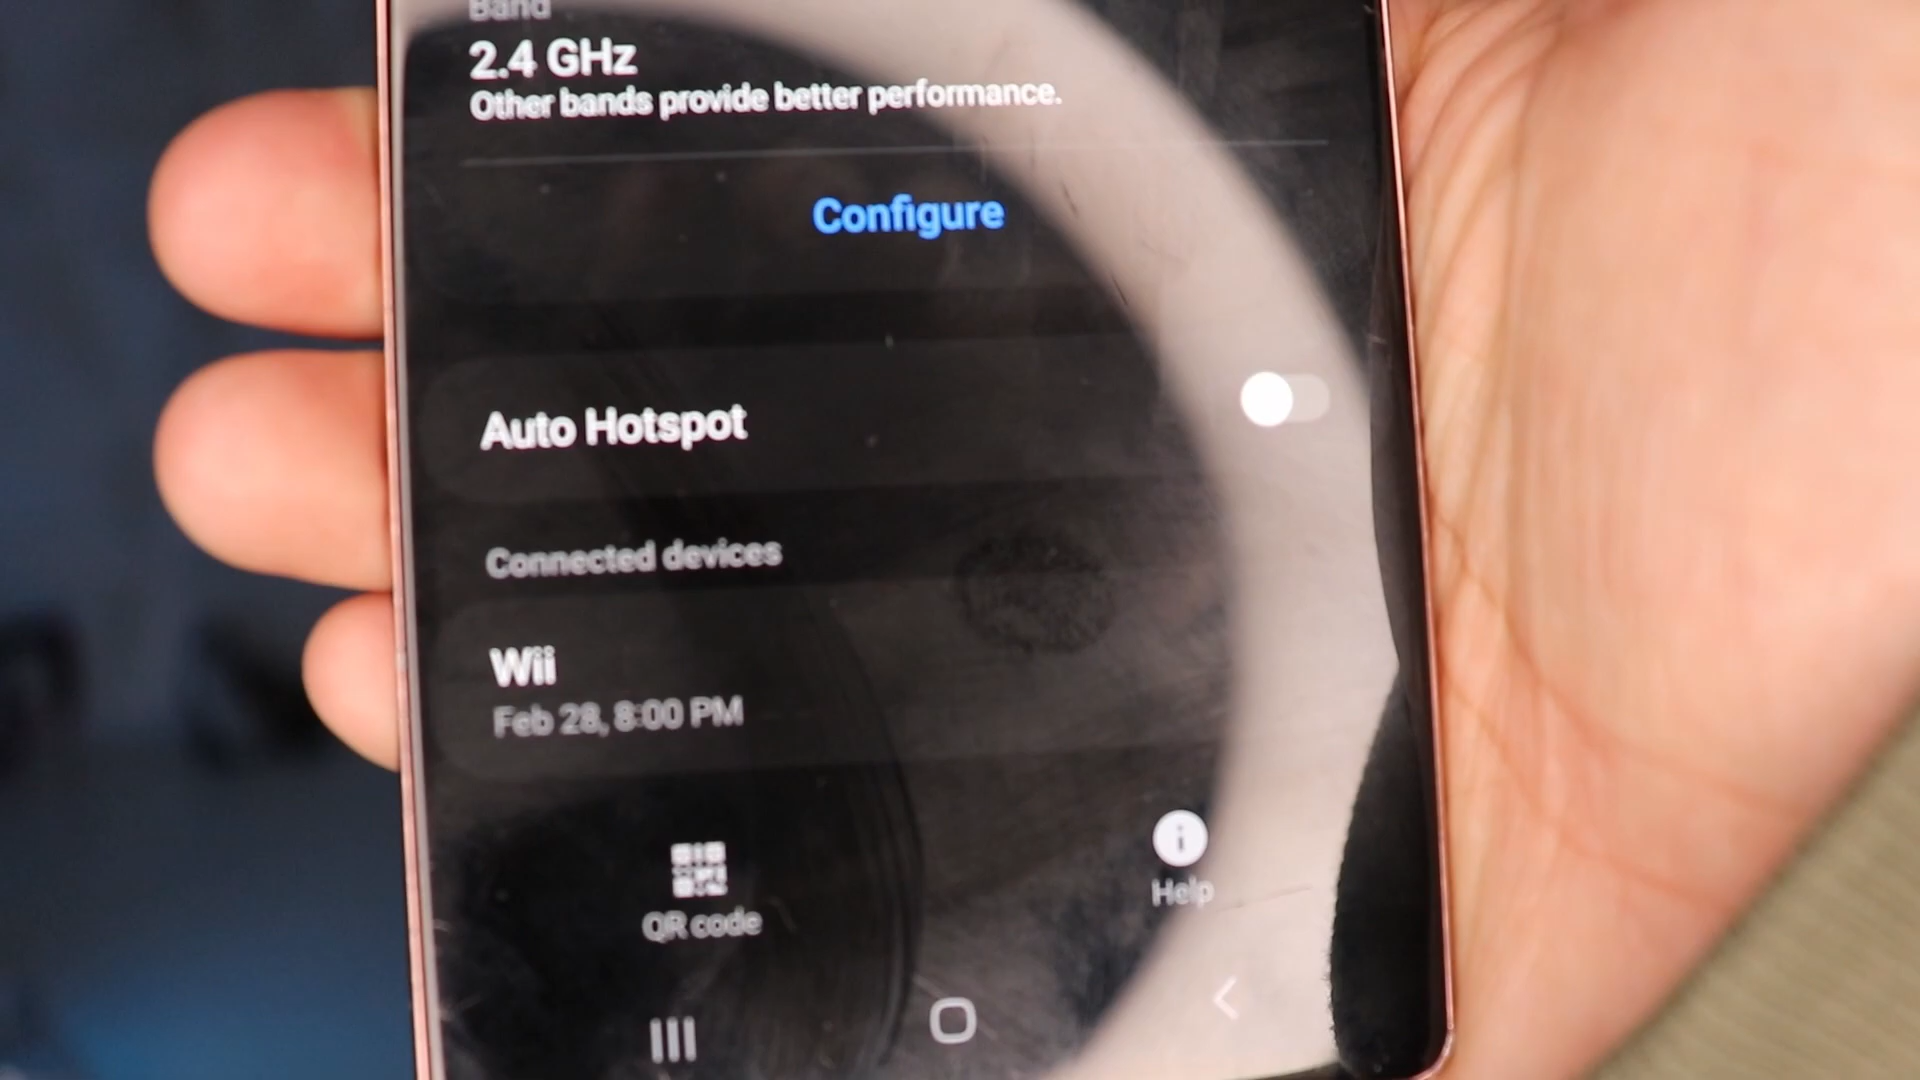 Band
2.4 GHz
Other bands provide better performance.
Configure
Auto Hotspot
Connected devices
Wii
Feb 28, 8:00 PM
QR code
Help